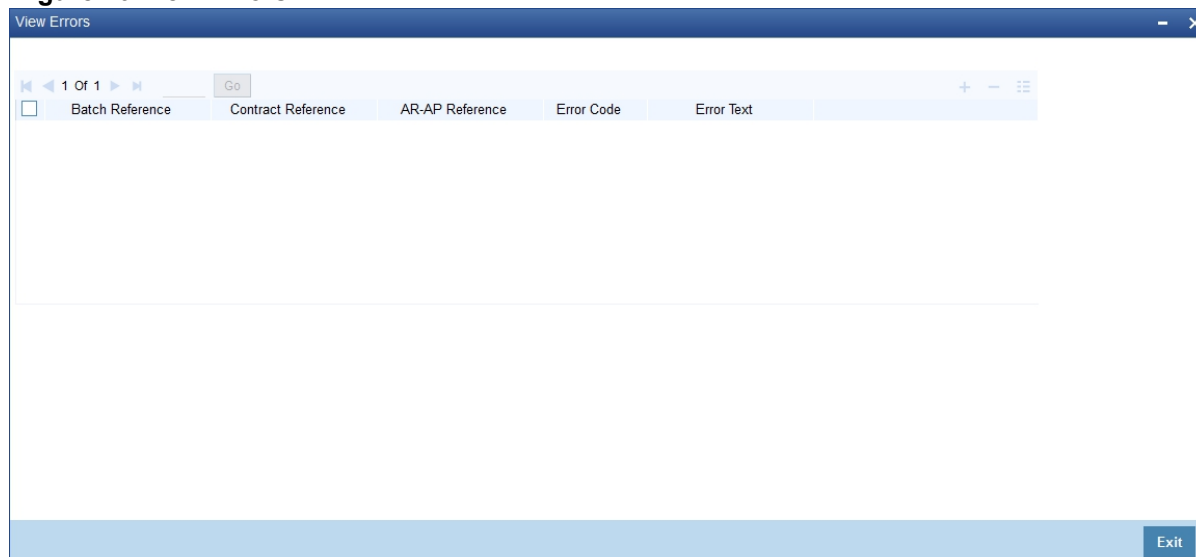 View Errors
1 Of 1 Go
Batch Reference Contract Reference AR-AP Reference Error Code Error Text
Exit